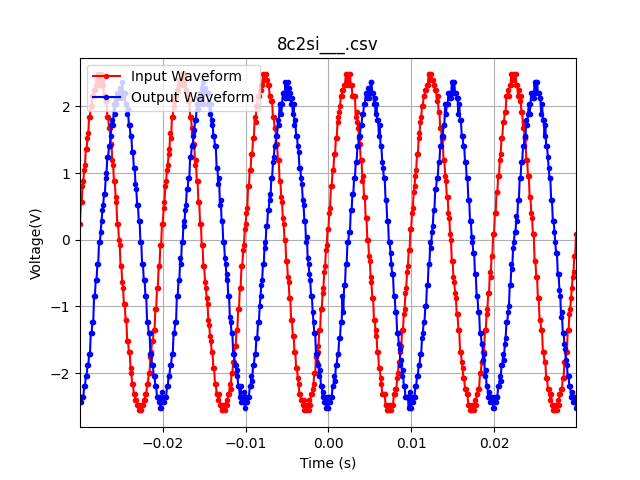 8c2si___.csv
Input Waveform
Output Waveform
Voltage(V)
2
1
0
−1
−2
−0.02
−0.01
0.00
0.01
0.02
Time (s)